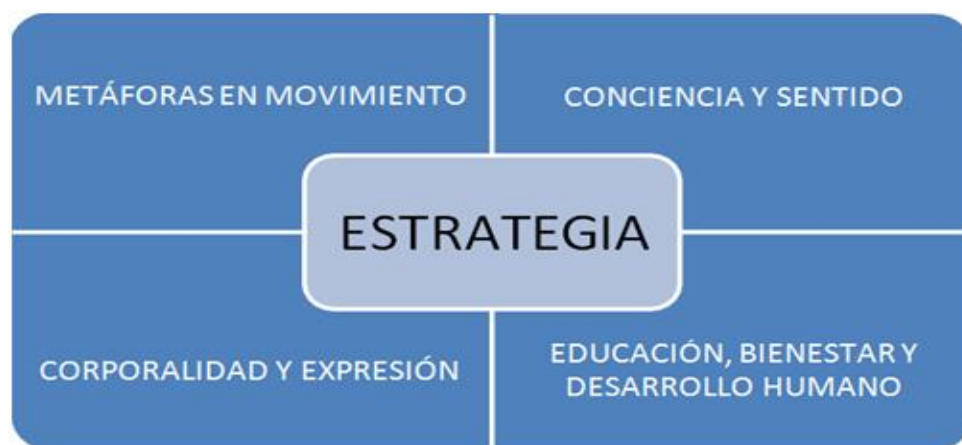 METÁFORAS EN MOVIMIENTO
CONCIENCIA Y SENTIDO
ESTRATEGIA
CORPORALIDAD Y EXPRESIÓN
EDUCACIÓN, BIENESTAR Y
DESARROLLO HUMANO